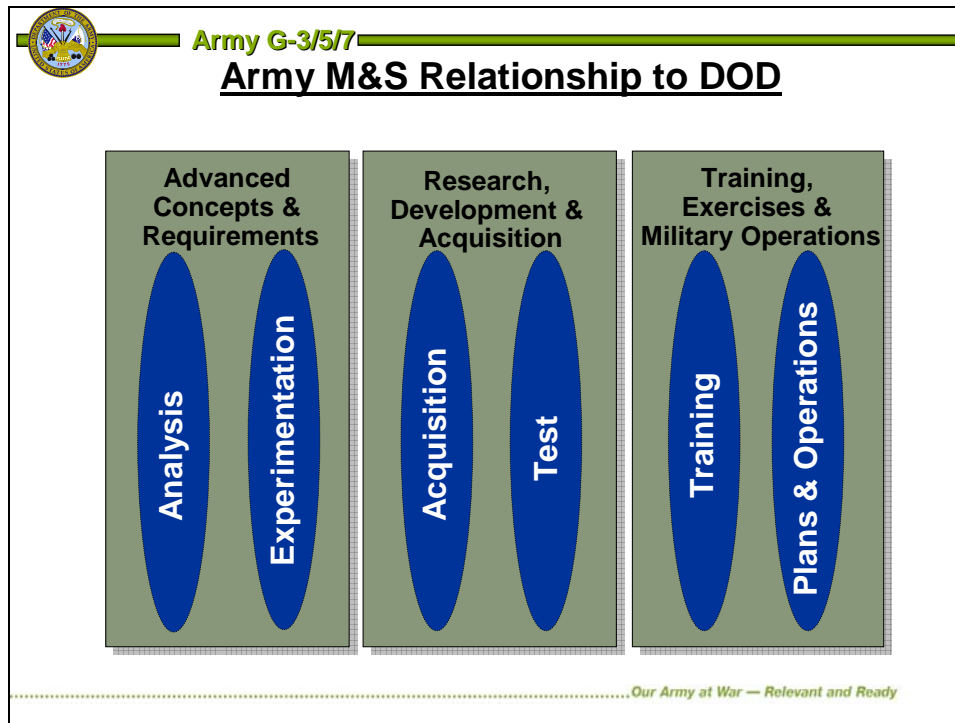 Army G-3/5/7
Army M&S Relationship to DOD
Advanced
Concepts &
Requirements
Analysis
Experimentation
Research,
Development &
Acquisition
Acquisition
Test
Training,
Exercises &
Military Operations
Training
Plans & Operations
Our Army at War — Relevant and Ready